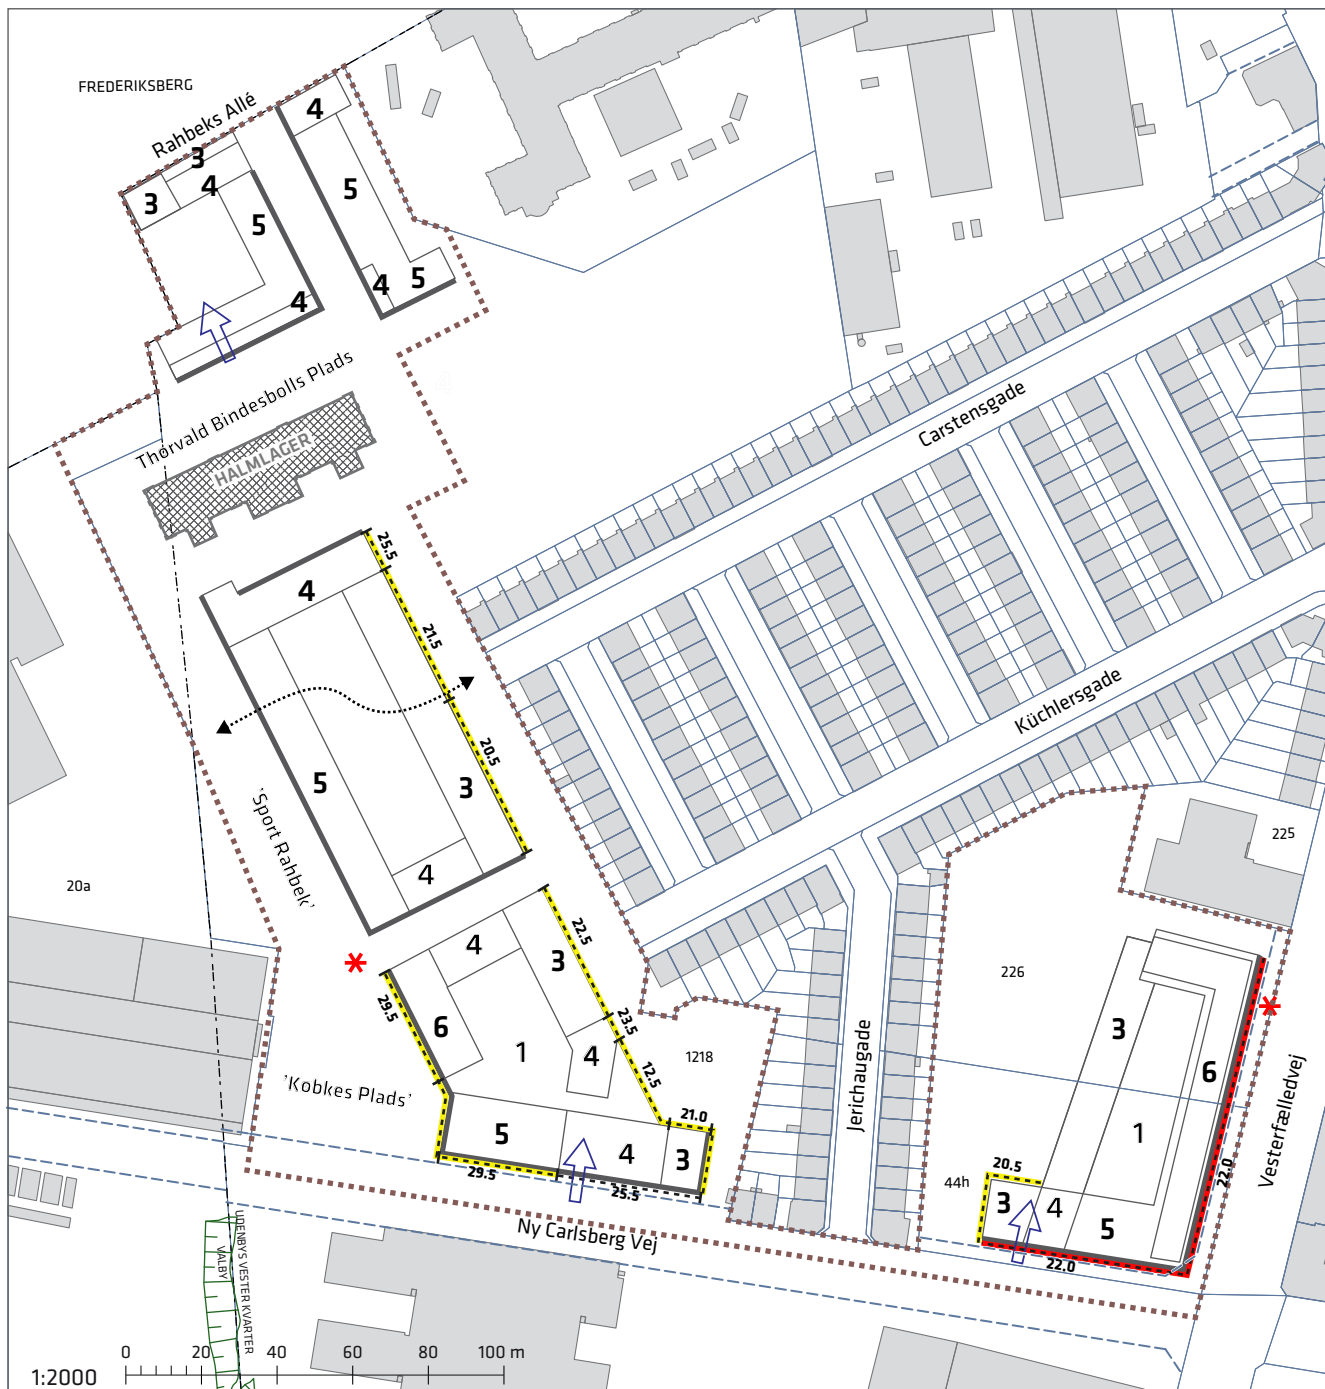 FREDERIKSBERG
Rahbeks Allé
4
3
4
3
5
5
4
5
4
Thorvald Bindesbølls Plads
HALMLAGER
Carstensgade
25.5
4
21.5
Küchlersgade
20.5
5
3
'Sport Rahbek'
225
4
20a
22.5
4
3
226
29.5
6
23.5
3
1
4
1218
12.5
Jerichaugade
6
Vesterfælledvej
'Kobkes Plads'
21.0
5
4
3
1
20.5
22.0
29.5
25.5
44h
3
4
5
Ny Carlsberg Vej
22.0
VALBY
UDENBYS VESTER KVARTER
0 20 40 60 80 100 m
1:2000